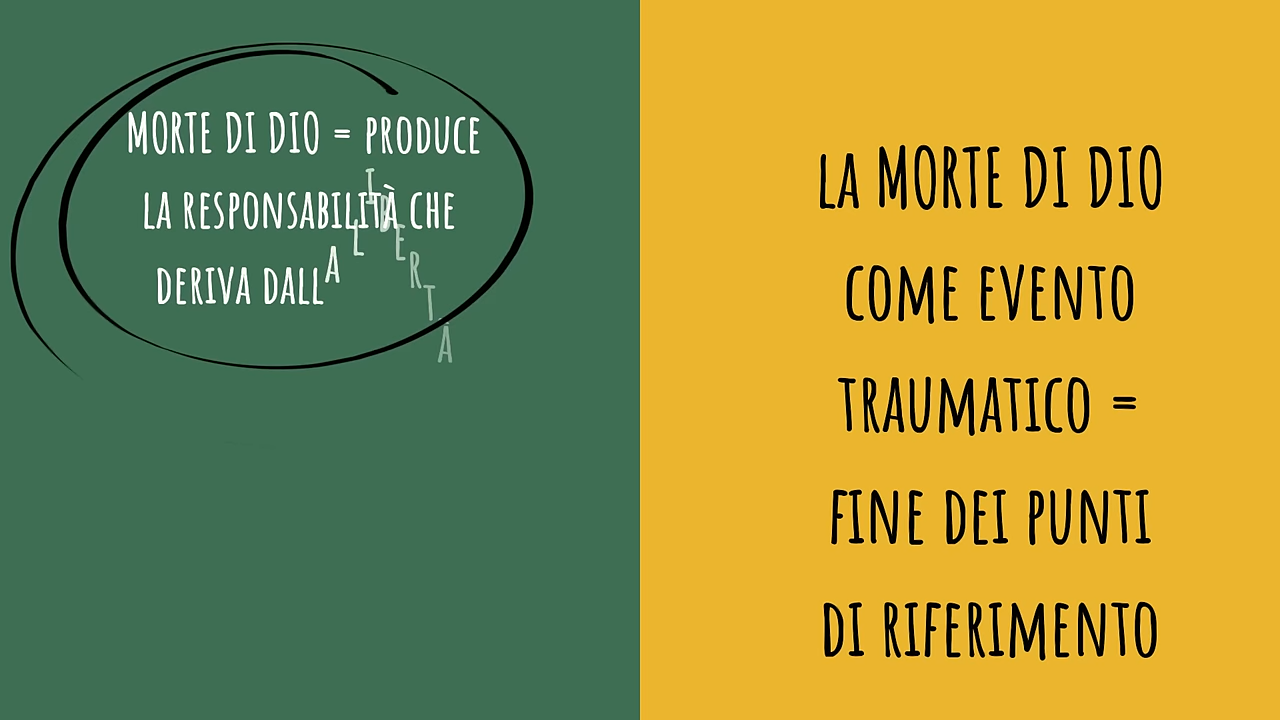 MORTE DI DIO = PRODUCE
LA RESPONSABILITÀ CHE
DERIVA DALLA LIBERTÀ
LA MORTE DI DIO
COME EVENTO
TRAUMATICO =
FINE DEI PUNTI
DI RIFERIMENTO